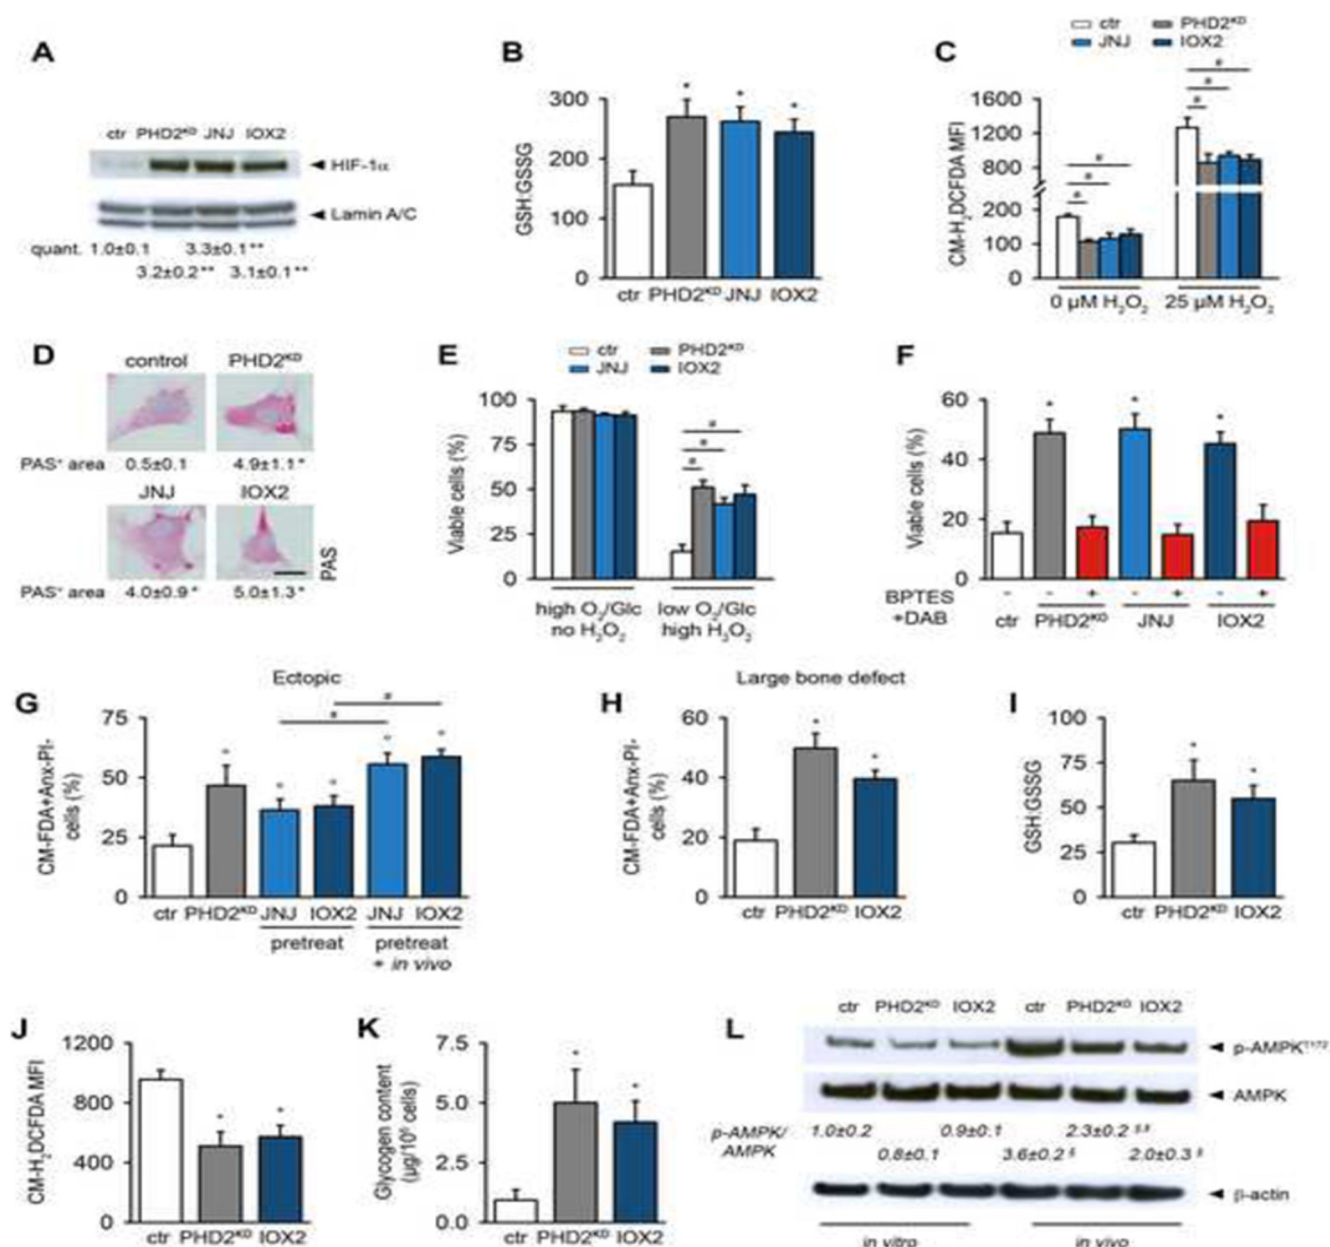 A
ctr PHD2ᴷᴰ JNJ IOX2
HIF-1α
Lamin A/C
quant. 1.0±0.1 3.3±0.1**
3.2±0.2** 3.1±0.1**
B
GSH:GSSG
300
200
100
0
* * *
ctr PHD2ᴷᴰ JNJ IOX2
C
ctr PHD2ᴷᴰ
JNJ IOX2
CM-H₂DCFDA MFI
1600
1200
800
200
100
0
0 µM H₂O₂ 25 µM H₂O₂
D
control PHD2ᴷᴰ
PAS⁺ area 0.5±0.1 4.9±1.1*
JNJ IOX2
PAS
PAS⁺ area 4.0±0.9* 5.0±1.3*
E
ctr PHD2ᴷᴰ
JNJ IOX2
Viable cells (%)
100
75
50
25
0
high O₂/Glc low O₂/Glc
no H₂O₂ high H₂O₂
F
Viable cells (%)
60
40
20
0
* * *
BPTES - - + - + - +
+DAB ctr PHD2ᴷᴰ JNJ IOX2
G
Ectopic
CM-FDA+Anx-PI-
cells (%)
75
50
25
0
ctr PHD2ᴷᴰ JNJ IOX2 JNJ IOX2
pretreat pretreat
+ in vivo
Large bone defect
H
CM-FDA+Anx-PI-
cells (%)
60
40
20
0
* *
ctr PHD2ᴷᴰ IOX2
I
GSH:GSSG
100
75
50
25
0
* *
ctr PHD2ᴷᴰ IOX2
J
CM-H₂DCFDA MFI
1200
800
400
0
* *
ctr PHD2ᴷᴰ IOX2
K
Glycogen content
(µg/10⁶ cells)
7.5
5.0
2.5
0.0
* *
ctr PHD2ᴷᴰ IOX2
L
ctr PHD2ᴷᴰ IOX2 ctr PHD2ᴷᴰ IOX2
p-AMPKᵀ¹⁷²
AMPK
p-AMPK/ 1.0±0.2 0.9±0.1 2.3±0.2
AMPK 0.8±0.1 3.6±0.2 2.0±0.3
β-actin
in vitro in vivo